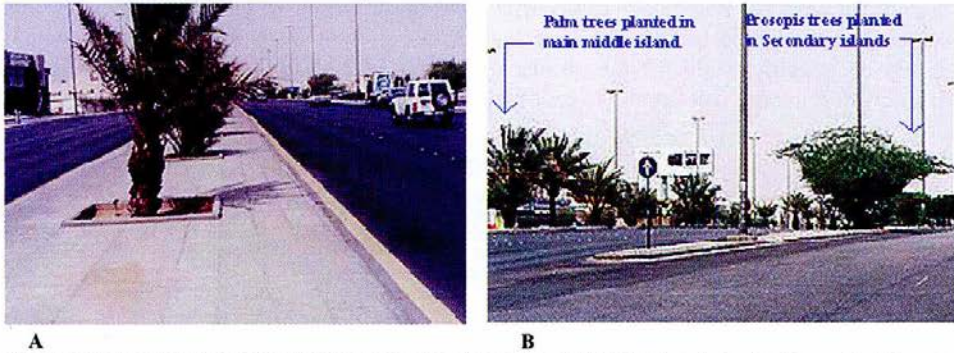 Palm trees planted in
main middle island.
Prosopis trees planted
in Secondary islands
A
B